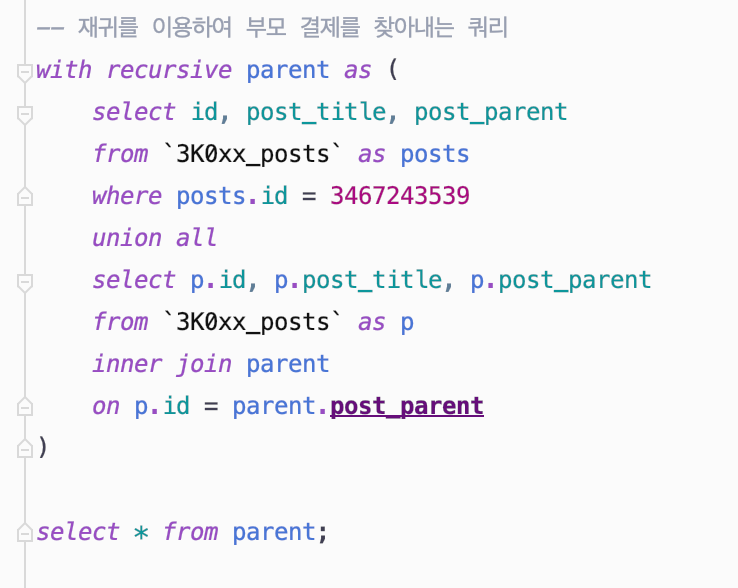 -- 재귀를 이용하여 부모 결제를 찾아내는 쿼리
with recursive parent as (
    select id, post_title, post_parent
    from `3K0xx_posts` as posts
    where posts.id = 3467243539
    union all
    select p.id, p.post_title, p.post_parent
    from `3K0xx_posts` as p
    inner join parent
    on p.id = parent.post_parent
)
select * from parent;